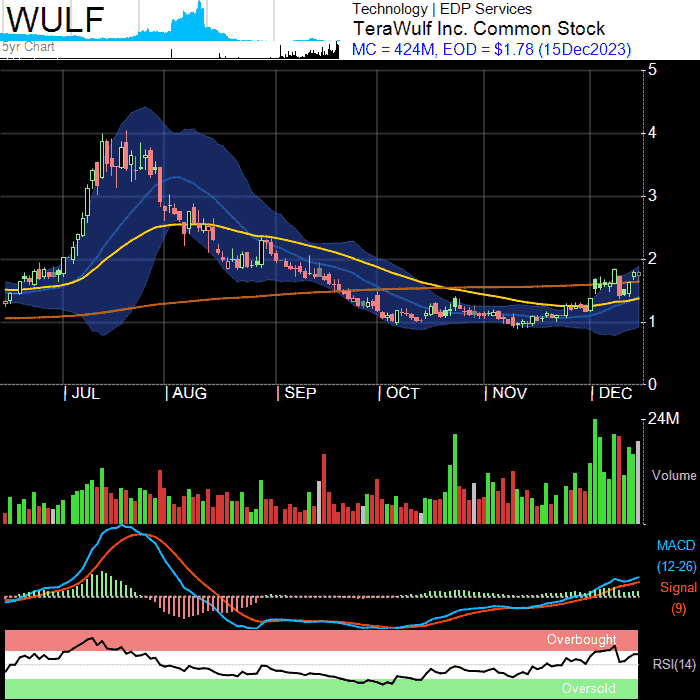 WULF
5yr Chart
Technology | EDP Services
TeraWulf Inc. Common Stock
MC = 424M, EOD = $1.78 (15Dec2023)
5
4
3
2
1
0
| JUL | AUG | SEP | OCT | NOV | DEC
24M
Volume
MACD
(12-26)
Signal
(9)
Overbought
RSI(14)
Oversold